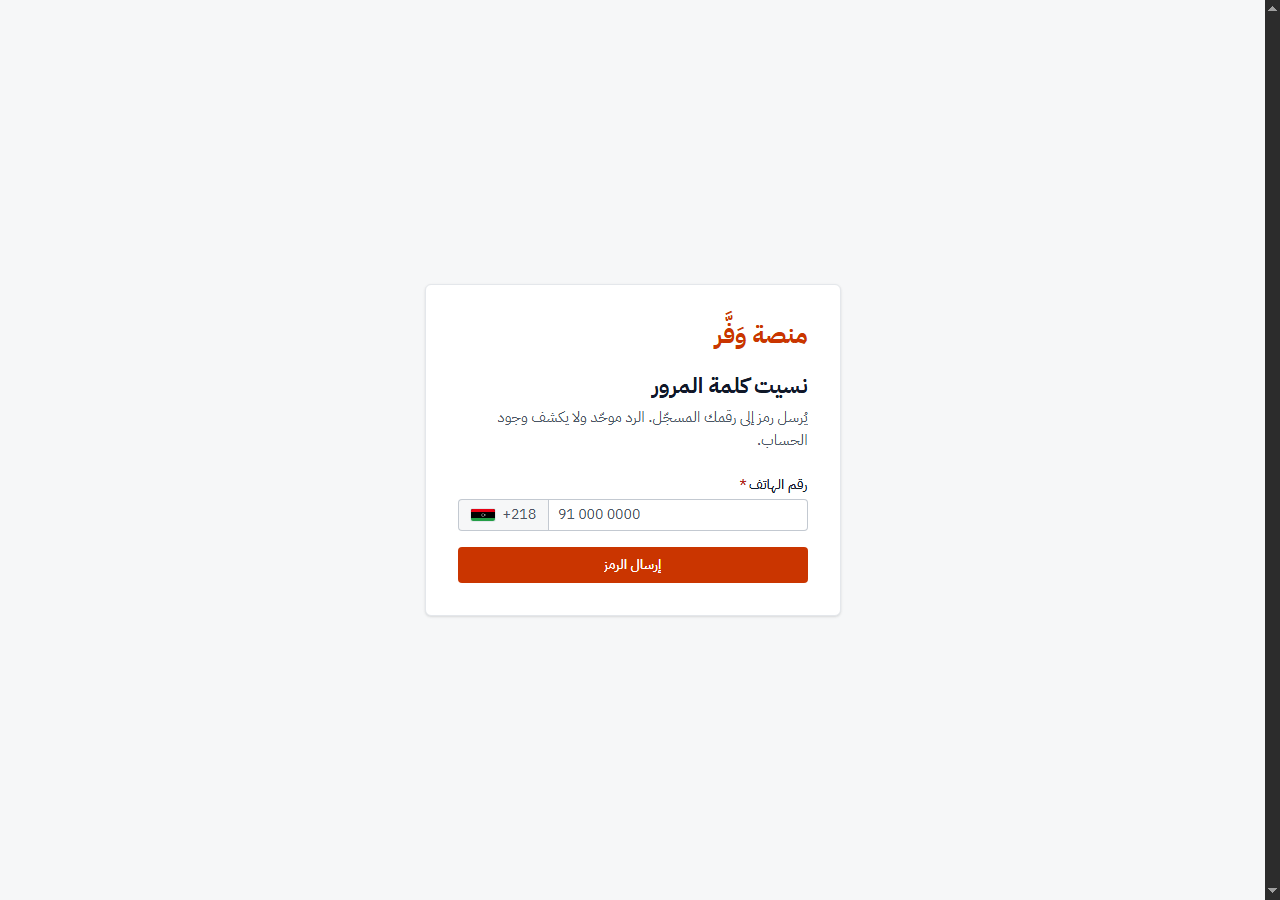 منصة وَفَّر
نسيت كلمة المرور
يُرسل رمز إلى رقمك المسجّل. الرد موحّد ولا يكشف وجود
الحساب.
رقم الهاتف *
+218 91 000 0000
إرسال الرمز